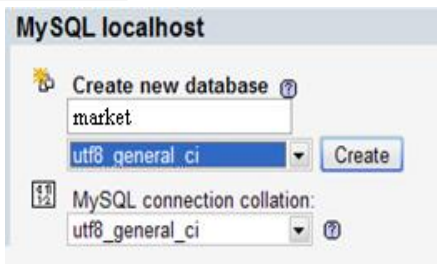 MySQL localhost
Create new database
market
utf8_general_ci
Create
MySQL connection collation:
utf8_general_ci